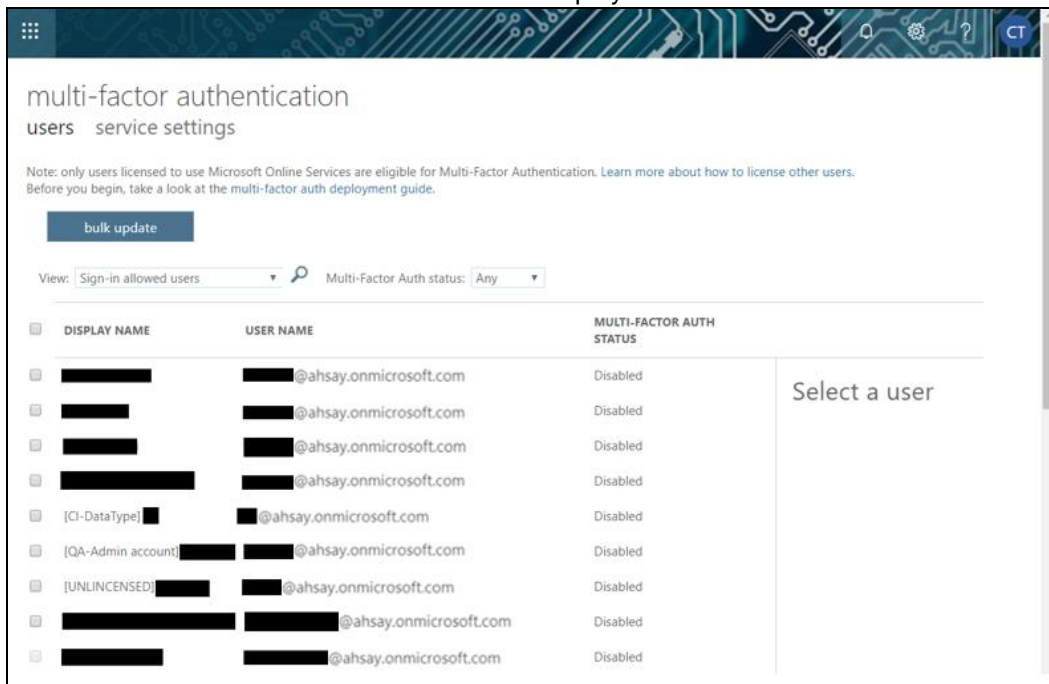 CT
multi-factor authentication
users service settings
Note: only users licensed to use Microsoft Online Services are eligible for Multi-Factor Authentication. Learn more about how to license other users.
Before you begin, take a look at the multi-factor auth deployment guide.
bulk update
View: Sign-in allowed users Multi-Factor Auth status: Any
DISPLAY NAME USER NAME MULTI-FACTOR AUTH
STATUS
@ahsay.onmicrosoft.com Disabled
Select a user
@ahsay.onmicrosoft.com Disabled
@ahsay.onmicrosoft.com Disabled
@ahsay.onmicrosoft.com Disabled
[CI-DataType] @ahsay.onmicrosoft.com Disabled
[QA-Admin account] @ahsay.onmicrosoft.com Disabled
[UNLINCENSED] @ahsay.onmicrosoft.com Disabled
@ahsay.onmicrosoft.com Disabled
@ahsay.onmicrosoft.com Disabled